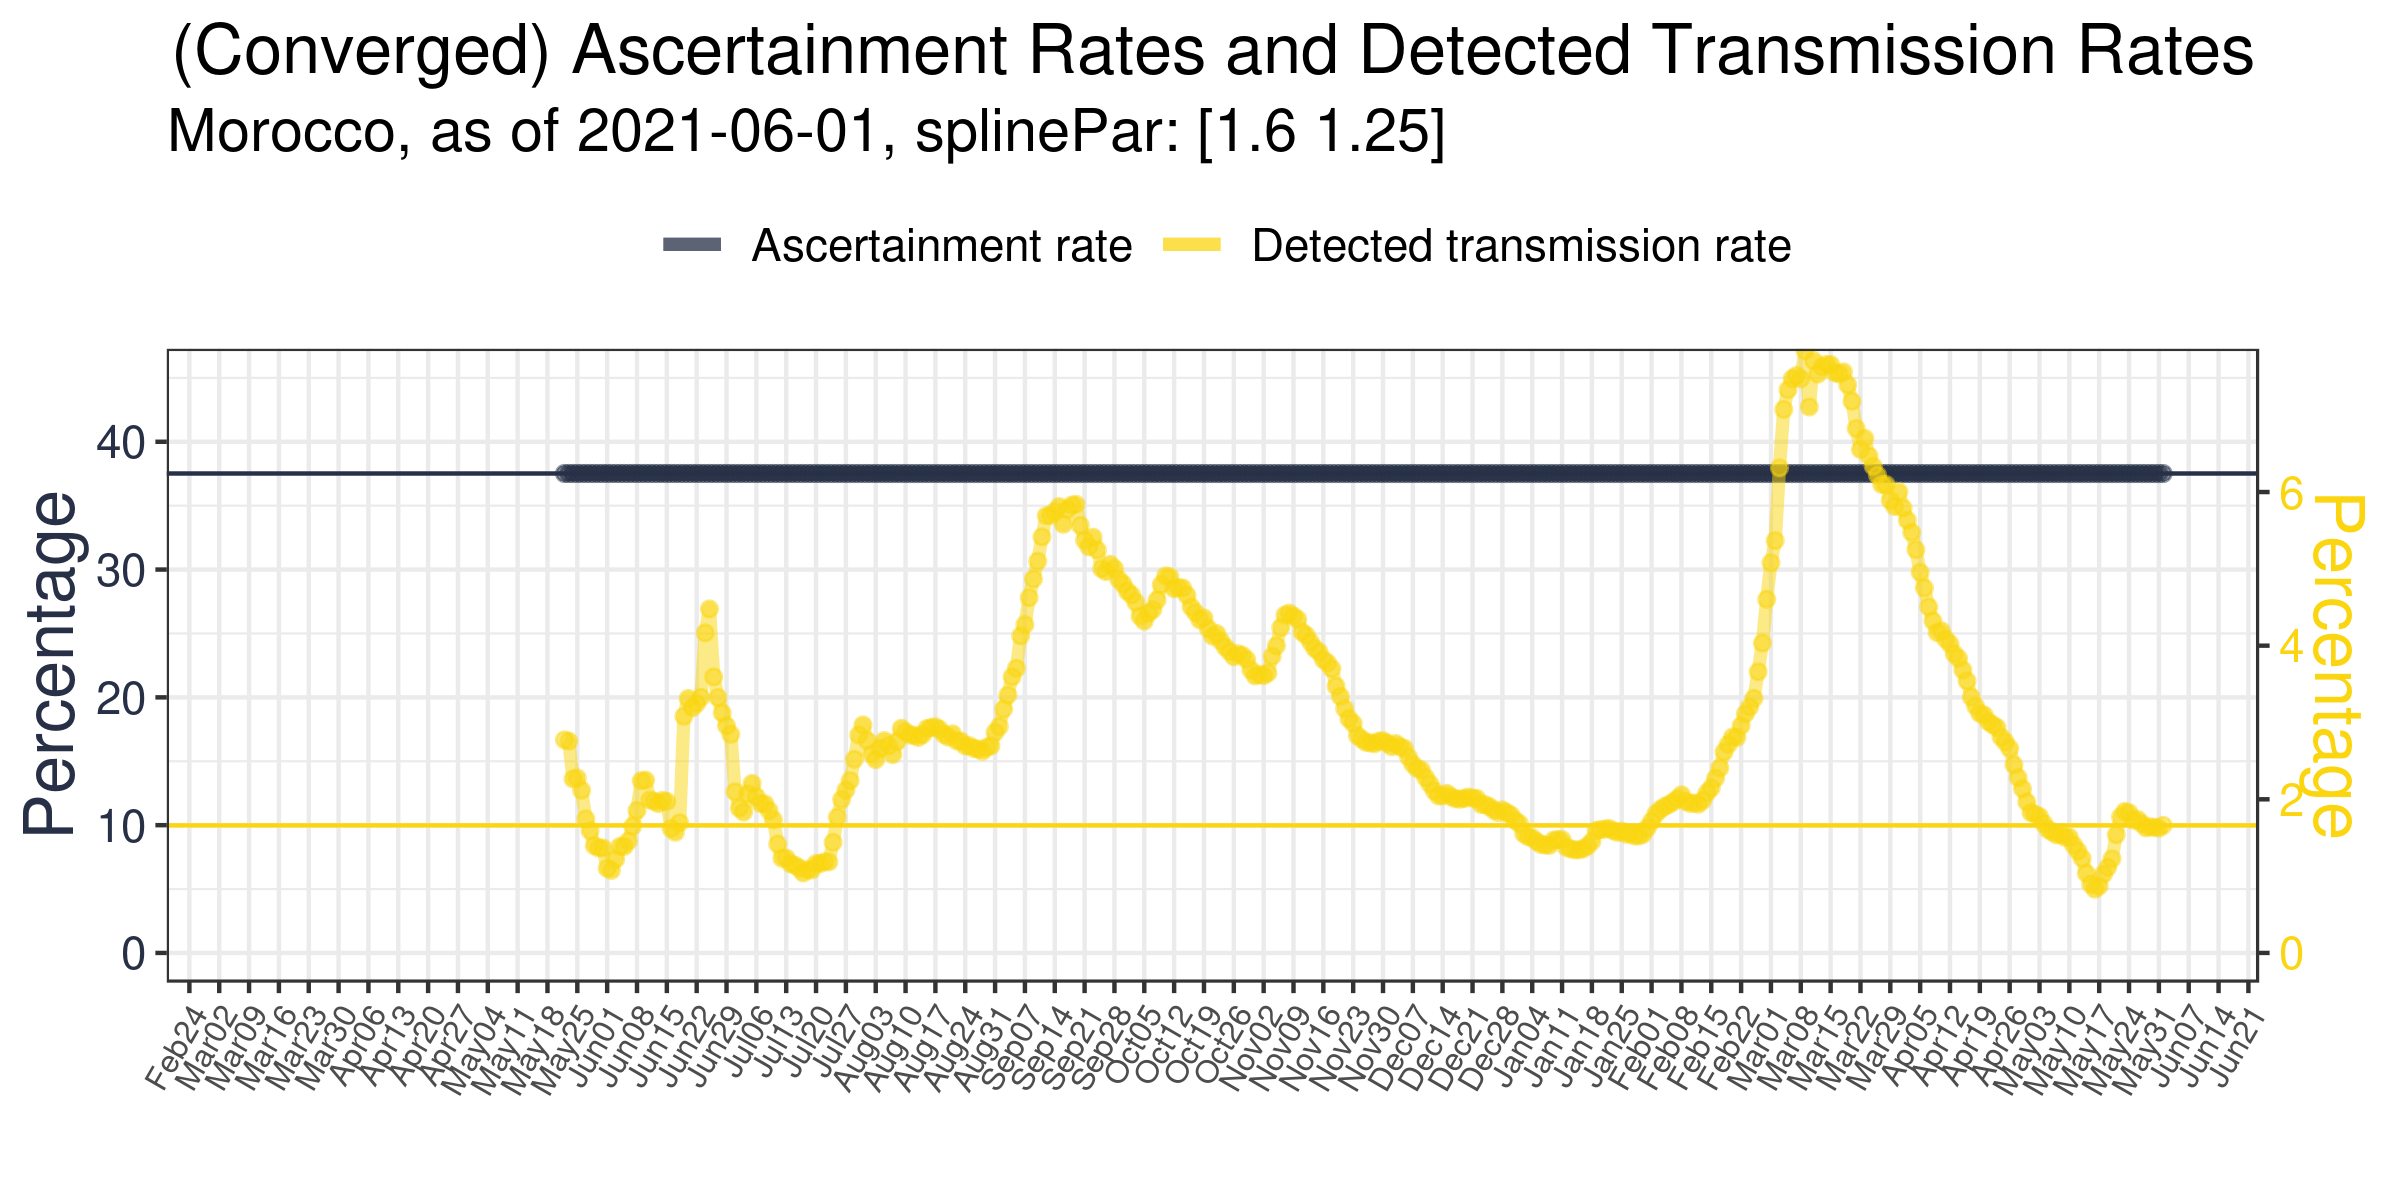 (Converged) Ascertainment Rates and Detected Transmission Rates
Morocco, as of 2021-06-01, splinePar: [1.6 1.25]
Ascertainment rate
Detected transmission rate
Percentage
40
30
20
10
0
6
4
2
0
Percentage
Feb24
Mar02
Mar09
Mar16
Mar23
Mar30
Apr06
Apr13
Apr20
Apr27
May04
May11
May18
May25
Jun01
Jun08
Jun15
Jun22
Jun29
Jul06
Jul13
Jul20
Jul27
Aug03
Aug10
Aug17
Aug24
Aug31
Sep07
Sep14
Sep21
Sep28
Oct05
Oct12
Oct19
Oct26
Nov02
Nov09
Nov16
Nov23
Nov30
Dec07
Dec14
Dec21
Dec28
Jan04
Jan11
Jan18
Jan25
Feb01
Feb08
Feb15
Feb22
Mar01
Mar08
Mar15
Mar22
Mar29
Apr05
Apr12
Apr19
Apr26
May03
May10
May17
May24
May31
Jun07
Jun14
Jun21